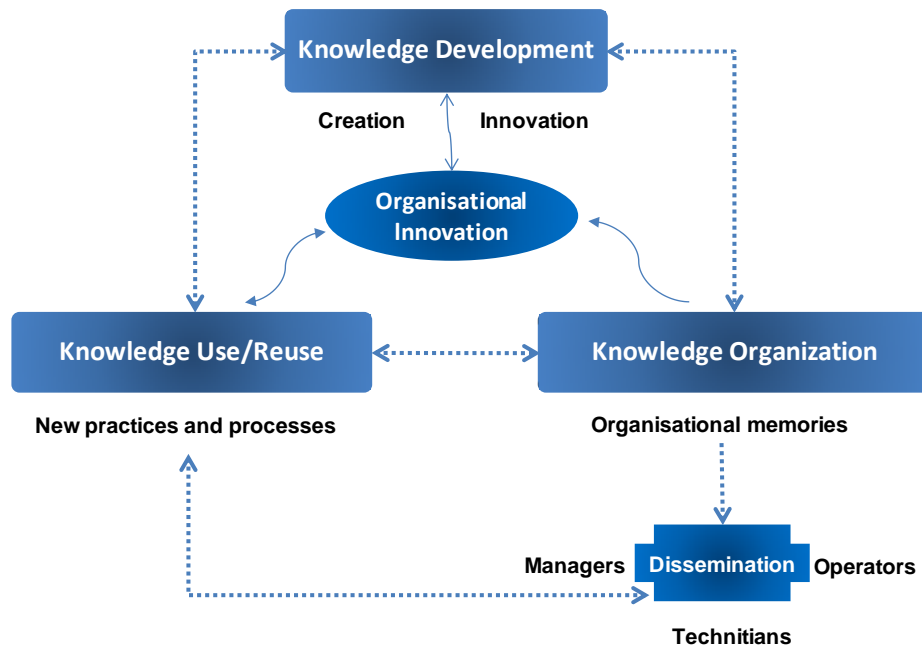 Knowledge Development
Creation Innovation
Organisational
Innovation
Knowledge Use/Reuse
Knowledge Organization
New practices and processes
Organisational memories
Managers
Dissemination
Operators
Technitians